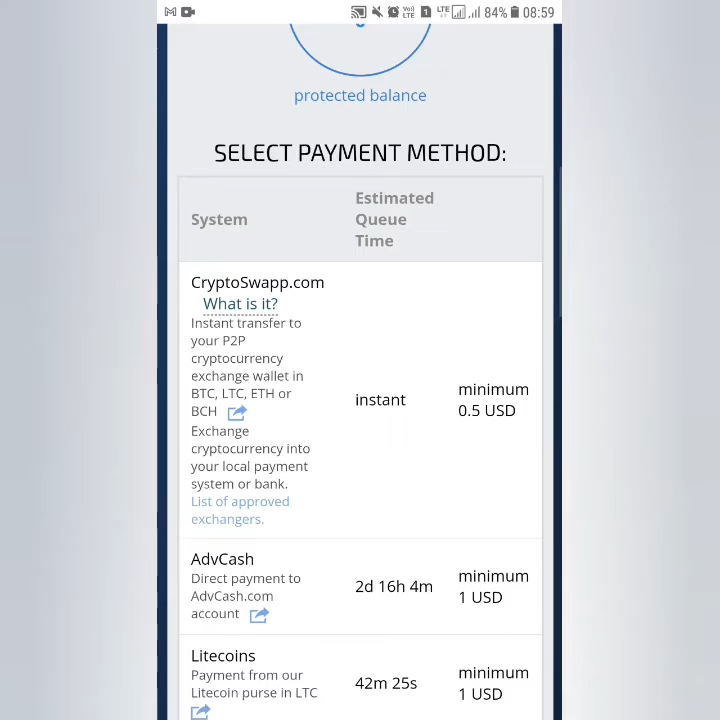 84% 08:59
protected balance
SELECT PAYMENT METHOD:
System
Estimated
Queue
Time
CryptoSwapp.com
What is it?
Instant transfer to
your P2P
cryptocurrency
exchange wallet in
BTC, LTC, ETH or
BCH
Exchange
cryptocurrency into
your local payment
system or bank.
List of approved
exchangers.
instant
minimum
0.5 USD
AdvCash
Direct payment to
AdvCash.com
account
2d 16h 4m
minimum
1 USD
Litecoins
Payment from our
Litecoin purse in LTC
42m 25s
minimum
1 USD